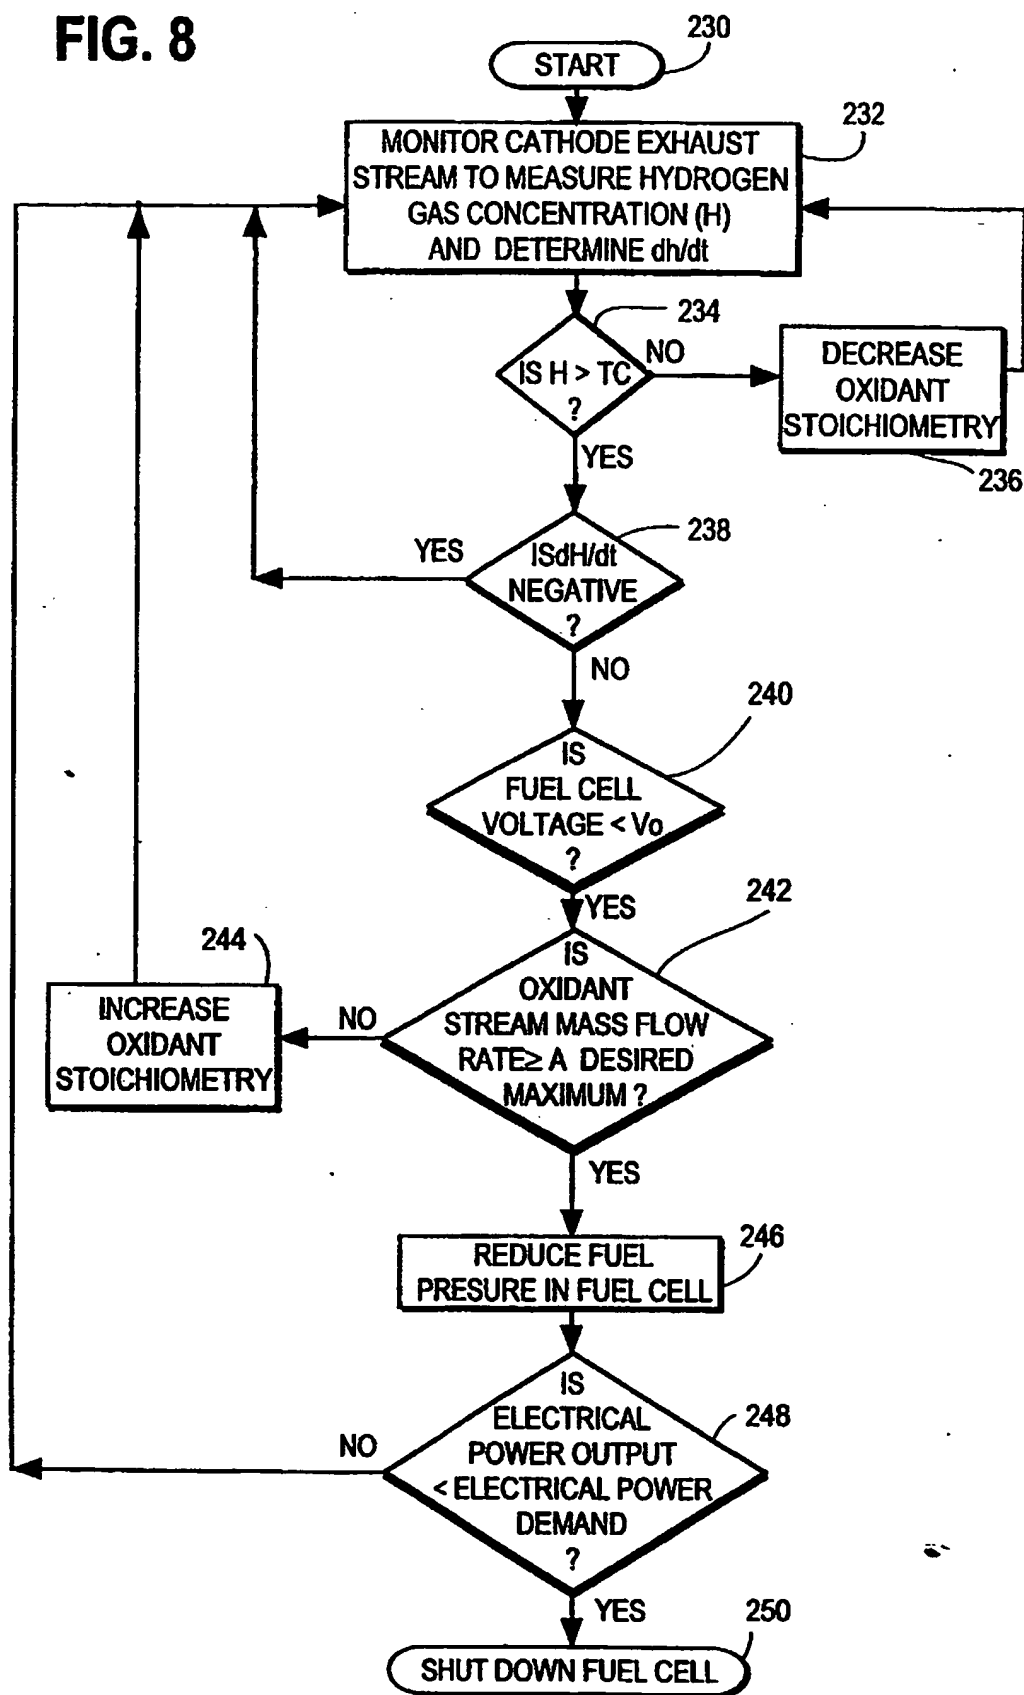 FIG. 8
230
START
232
MONITOR CATHODE EXHAUST
STREAM TO MEASURE HYDROGEN
GAS CONCENTRATION (H)
AND DETERMINE dh/dt
234
IS H > TC
?
NO
DECREASE
OXIDANT
STOICHIOMETRY
236
YES
238
ISdH/dt
NEGATIVE
?
YES
NO
240
IS
FUEL CELL
VOLTAGE < Vo
?
YES
242
IS
OXIDANT
STREAM MASS FLOW
RATE≥ A DESIRED
MAXIMUM ?
NO
244
INCREASE
OXIDANT
STOICHIOMETRY
YES
246
REDUCE FUEL
PRESURE IN FUEL CELL
248
IS
ELECTRICAL
POWER OUTPUT
< ELECTRICAL POWER
DEMAND
?
NO
YES
250
SHUT DOWN FUEL CELL